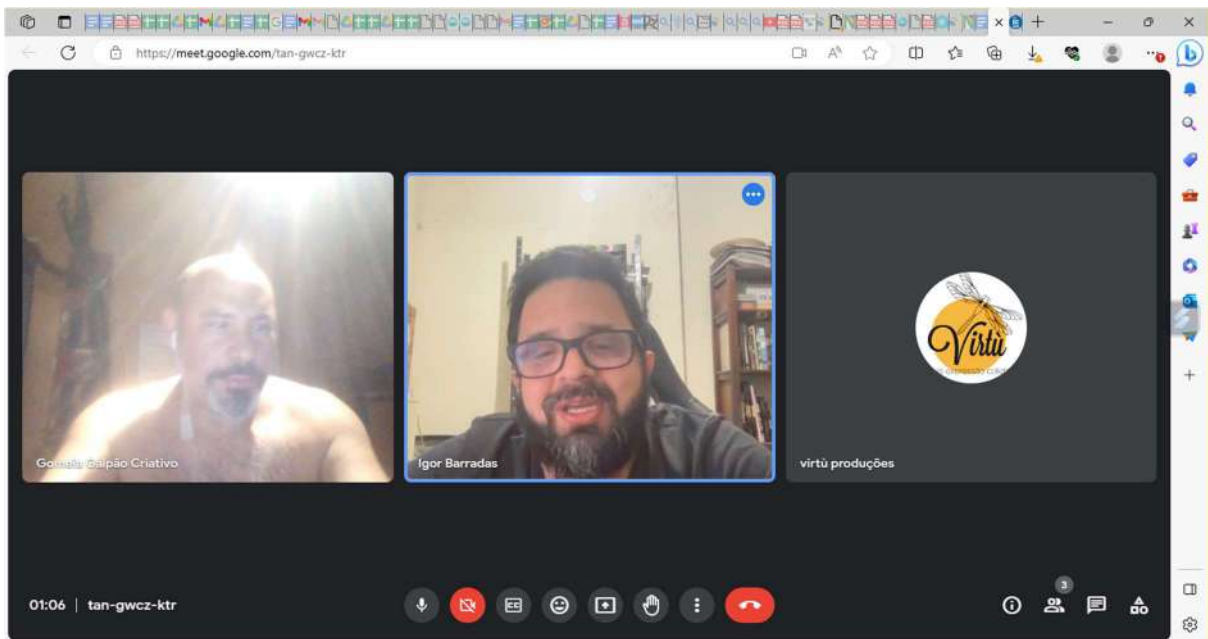 https://meet.google.com/tan-gwcz-ktr
Virtù
Galpão Criativo
Igor Barradas
virtù produções
01:06 | tan-gwcz-ktr
3